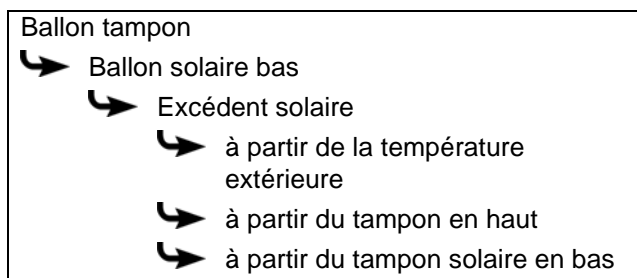 Ballon tampon
Ballon solaire bas
Excédent solaire
à partir de la température
extérieure
à partir du tampon en haut
à partir du tampon solaire en bas